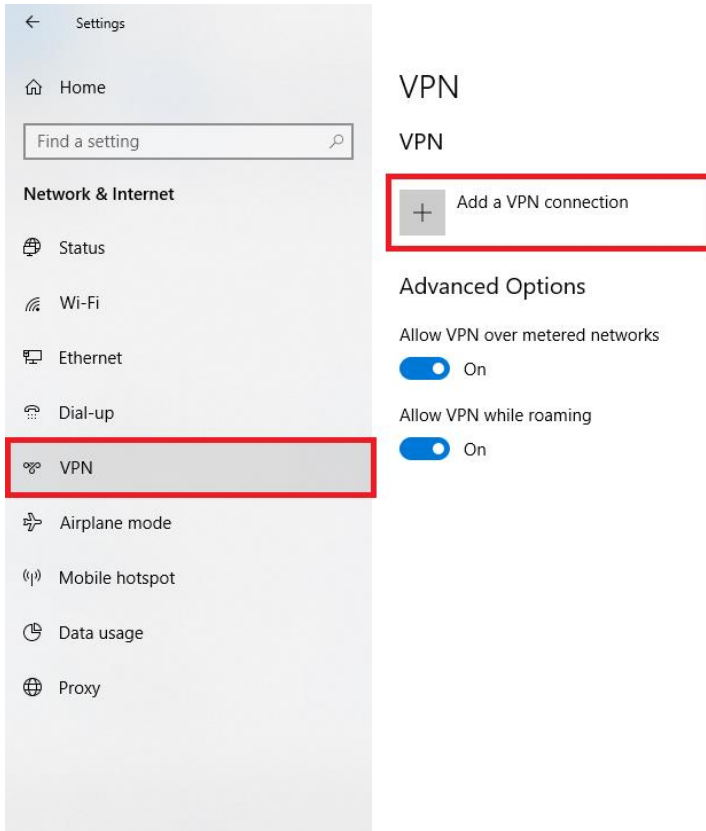 Settings
Home
Find a setting
Network & Internet
Status
Wi-Fi
Ethernet
Dial-up
VPN
Airplane mode
Mobile hotspot
Data usage
Proxy
VPN
VPN
Add a VPN connection
Advanced Options
Allow VPN over metered networks
On
Allow VPN while roaming
On